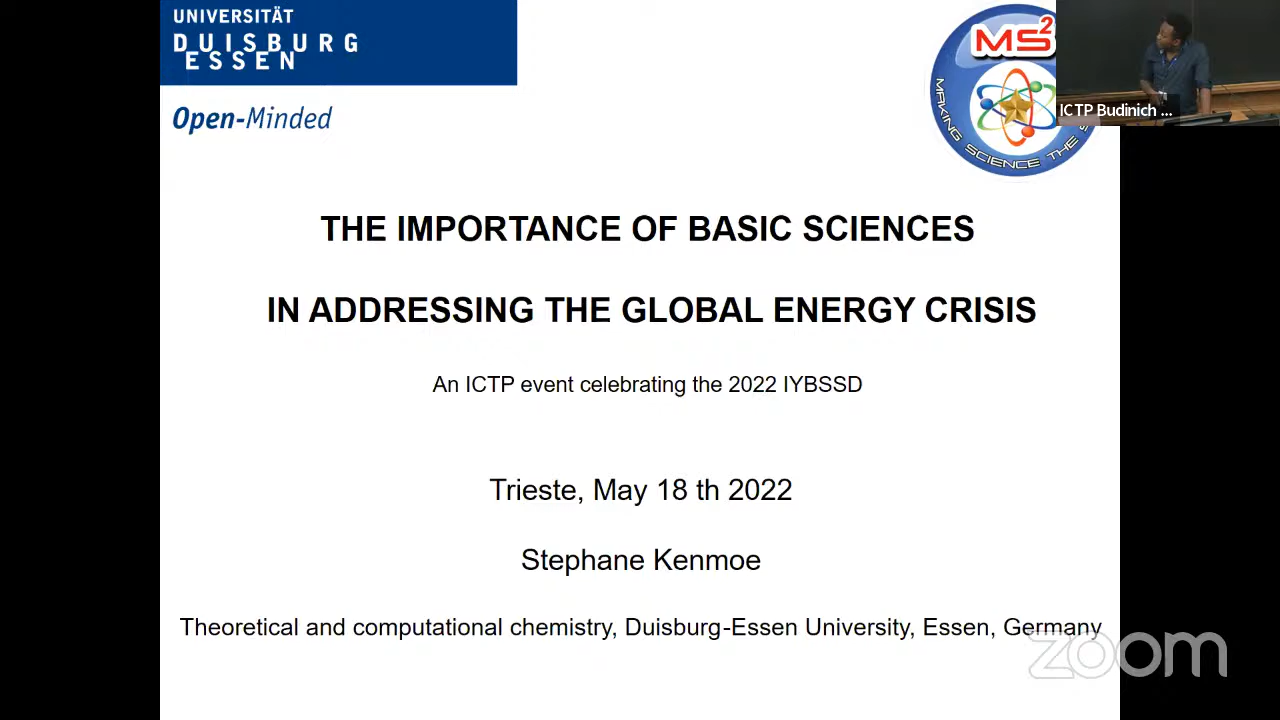 UNIVERSITÄT
DUISBURG
ESSEN
Open-Minded
MS2
MAKING SCIENCE THE
ICTP Budinich ...
THE IMPORTANCE OF BASIC SCIENCES
IN ADDRESSING THE GLOBAL ENERGY CRISIS
An ICTP event celebrating the 2022 IYBSSD
Trieste, May 18 th 2022
Stephane Kenmoe
Theoretical and computational chemistry, Duisburg-Essen University, Essen, Germany
zoom